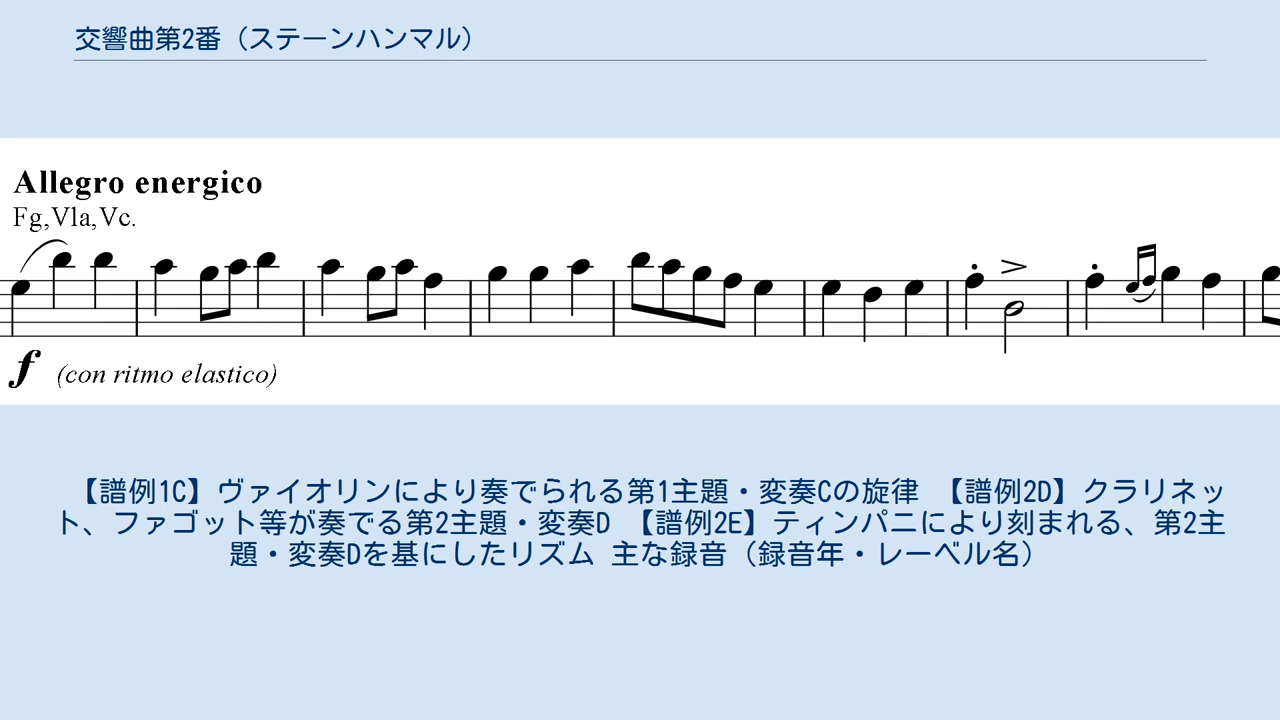 交響曲第2番（ステーンハンマル）
Allegro energico
Fg,Vla,Vc.
f (con ritmo elastico)
【譜例1C】ヴァイオリンにより奏でられる第1主題・変奏Cの旋律 【譜例2D】クラリネッ
ト、ファゴット等が奏でる第2主題・変奏D 【譜例2E】ティンパニにより刻まれる、第2主
題・変奏Dを基にしたリズム 主な録音（録音年・レーベル名）